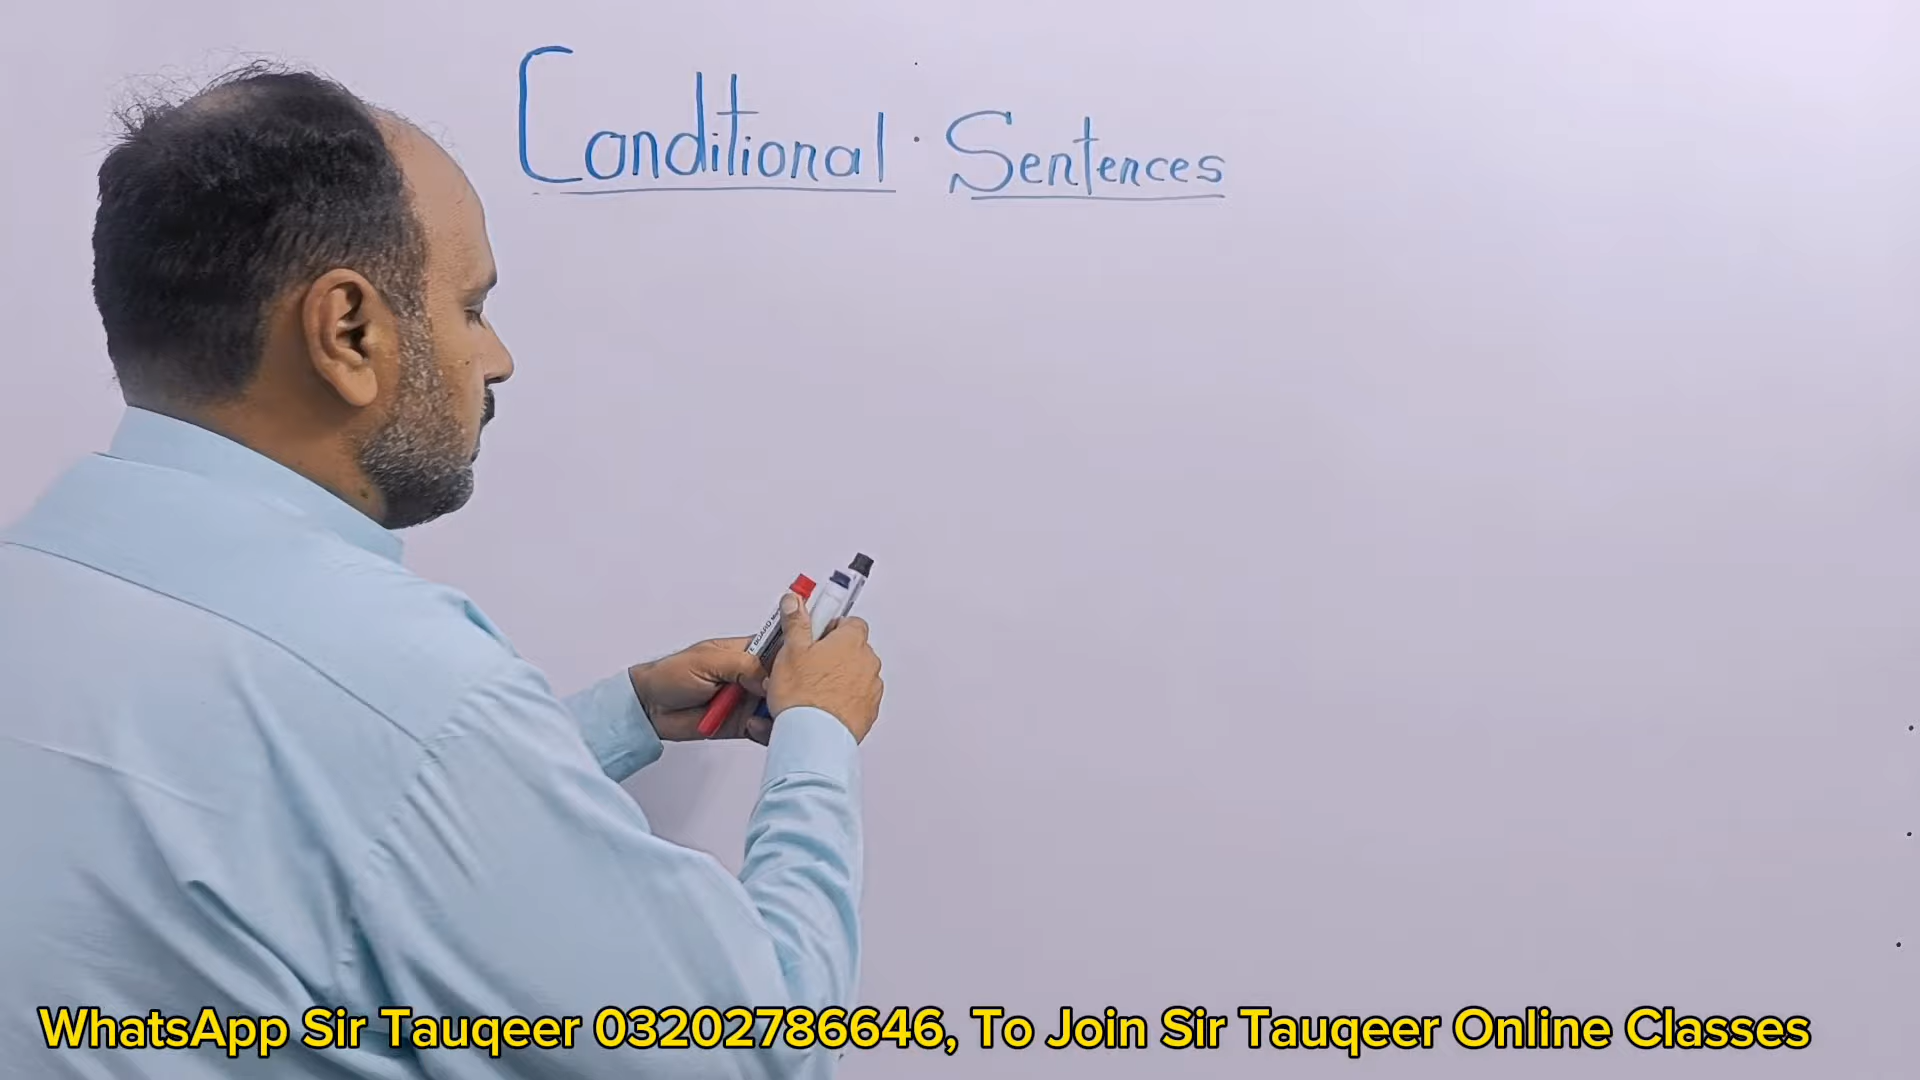 Conditional Sentences
WhatsApp Sir Tauqeer 03202786646, To Join Sir Tauqeer Online Classes